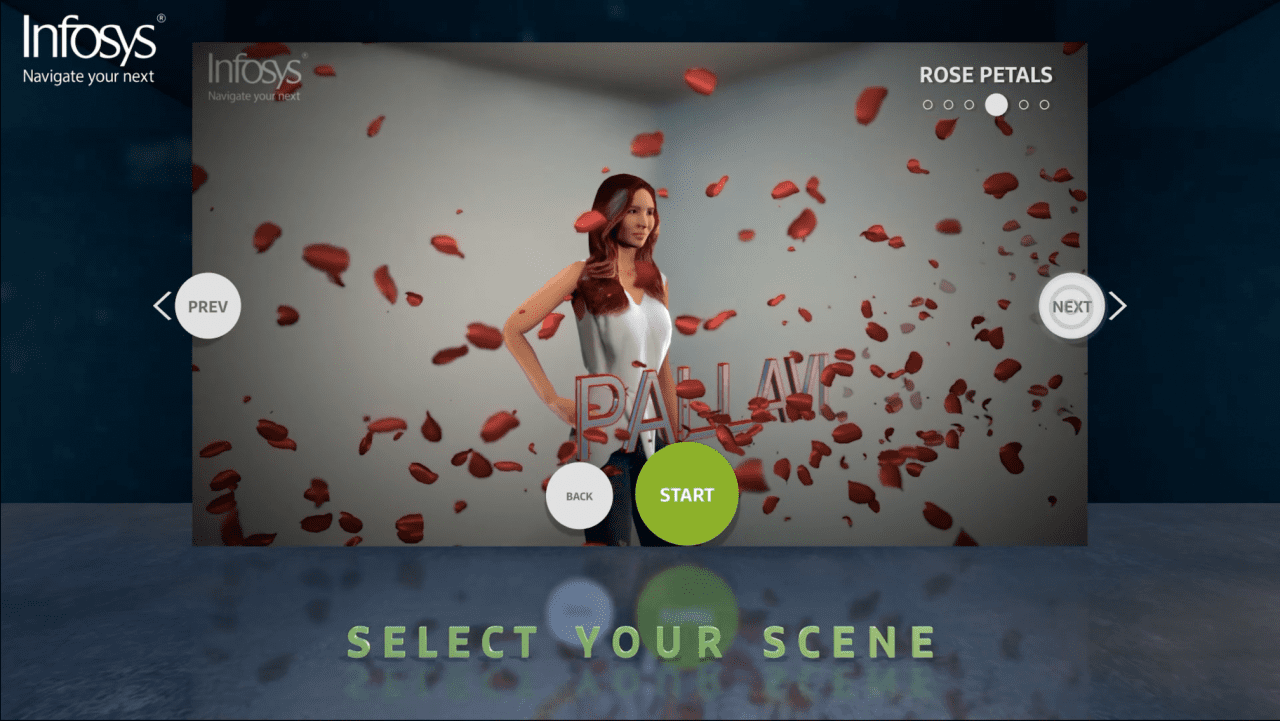 Infosys®
Navigate your next
Infosys®
Navigate your next
ROSE PETALS
PREV
NEXT
PALLAVI
BACK
START
SELECT YOUR SCENE